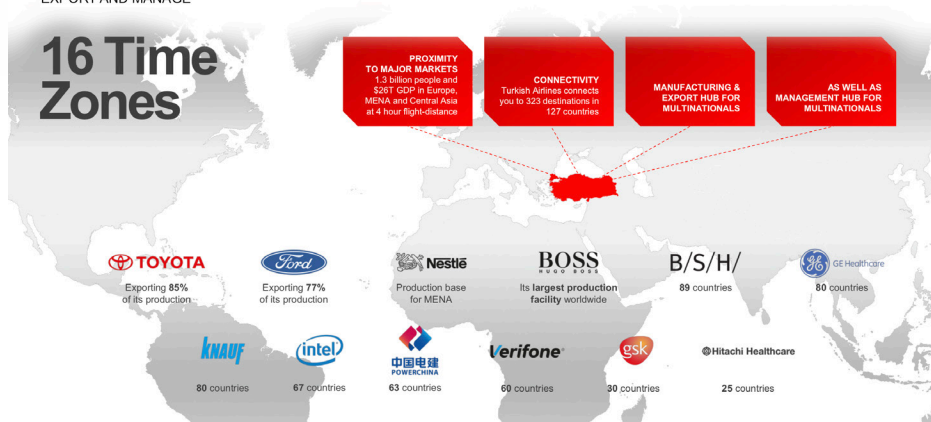 EXPORT AND MANAGE
16 Time
Zones
PROXIMITY
TO MAJOR MARKETS
1.3 billion people and
$26T GDP in Europe,
MENA and Central Asia
at 4 hour flight-distance
CONNECTIVITY
Turkish Airlines connects
you to 323 destinations in
127 countries
MANUFACTURING &
EXPORT HUB FOR
MULTINATIONALS
AS WELL AS
MANAGEMENT HUB FOR
MULTINATIONALS
TOYOTA
Exporting 85%
of its production
Ford
Exporting 77%
of its production
Nestlé
Production base
for MENA
BOSS
HUGO BOSS
Its largest production
facility worldwide
B/S/H/
89 countries
GE Healthcare
80 countries
KNAUF
80 countries
intel
67 countries
中国电建
POWERCHINA
63 countries
Verifone
60 countries
gsk
30 countries
Hitachi Healthcare
25 countries